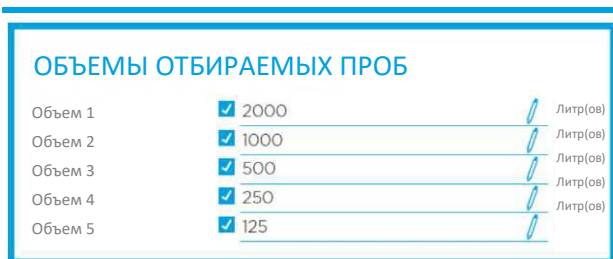 ОБЪЕМЫ ОТБИРАЕМЫХ ПРОБ
Объем 1 2000 Литр(ов)
Объем 2 1000 Литр(ов)
Объем 3 500 Литр(ов)
Объем 4 250 Литр(ов)
Объем 5 125 Литр(ов)